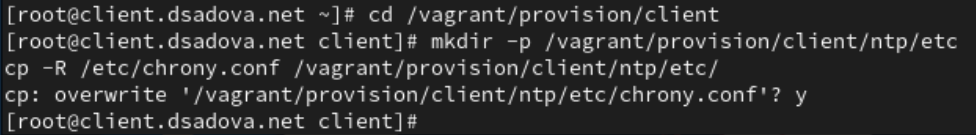 [root@client.dsadova.net ~]# cd /vagrant/provision/client
[root@client.dsadova.net client]# mkdir -p /vagrant/provision/client/ntp/etc
cp -R /etc/chrony.conf /vagrant/provision/client/ntp/etc/
cp: overwrite '/vagrant/provision/client/ntp/etc/chrony.conf'? y
[root@client.dsadova.net client]#